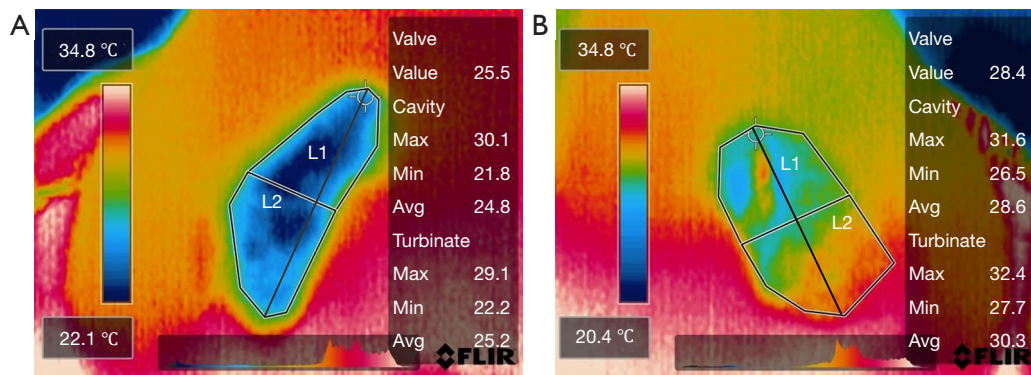 A
34.8 °C
22.1 °C
L1
L2
Valve
Value 25.5
Cavity
Max 30.1
Min 21.8
Avg 24.8
Turbinate
Max 29.1
Min 22.2
Avg 25.2
FLIR
B
34.8 °C
20.4 °C
L1
L2
Valve
Value 28.4
Cavity
Max 31.6
Min 26.5
Avg 28.6
Turbinate
Max 32.4
Min 27.7
Avg 30.3
FLIR